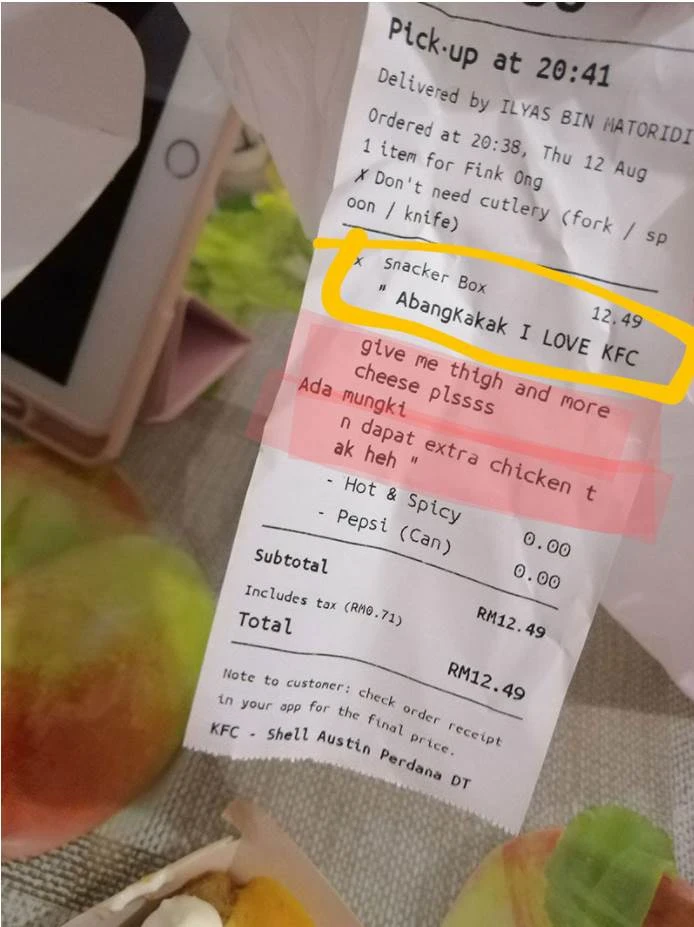 Pick-up at 20:41
Delivered by ILYAS BIN MATORIDI
Ordered at 20:38, Thu 12 Aug
1 item for Fink Ong
✗ Don't need cutlery (fork / sp
oon / knife)
x Snacker Box 12.49
" AbangKakak I LOVE KFC
give me thigh and more
cheese plssss
Ada mungki
n dapat extra chicken t
ak heh "
- Hot & Spicy 0.00
- Pepsi (Can) 0.00
Subtotal RM12.49
Includes tax (RM0.71)
Total RM12.49
Note to customer: check order receipt
in your app for the final price.
KFC - Shell Austin Perdana DT